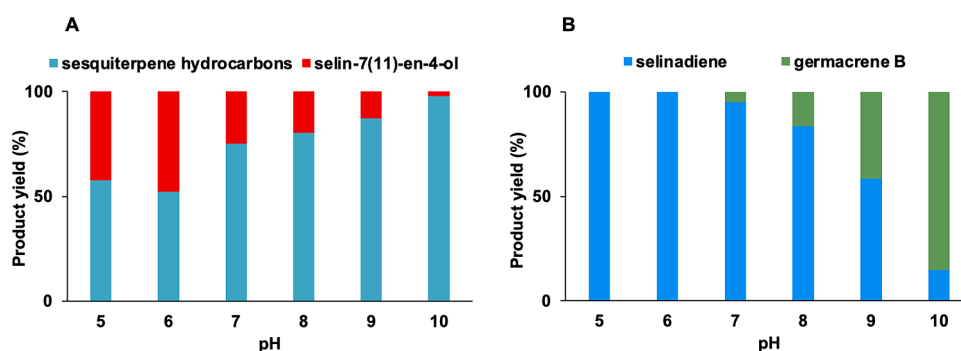 A
sesquiterpene hydrocarbons selin-7(11)-en-4-ol
Product yield (%)
100
50
0
5 6 7 8 9 10
pH
B
selinadiene germacrene B
Product yield (%)
100
50
0
5 6 7 8 9 10
pH